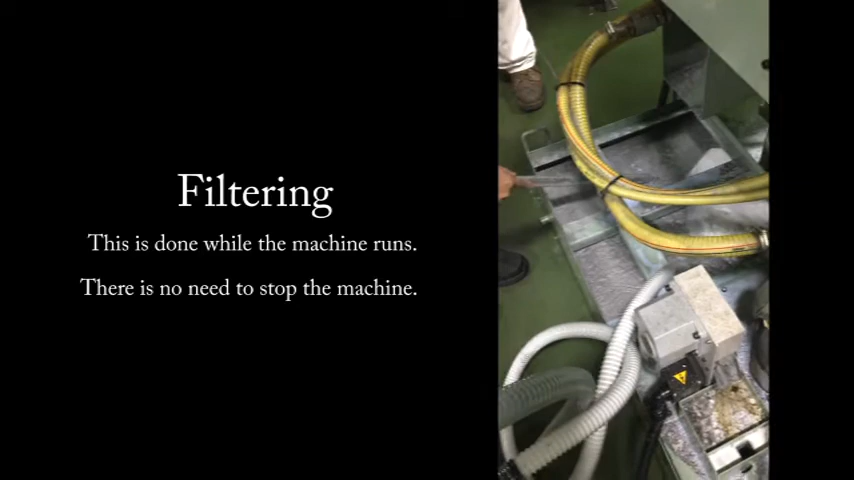 Filtering
This is done while the machine runs.
There is no need to stop the machine.